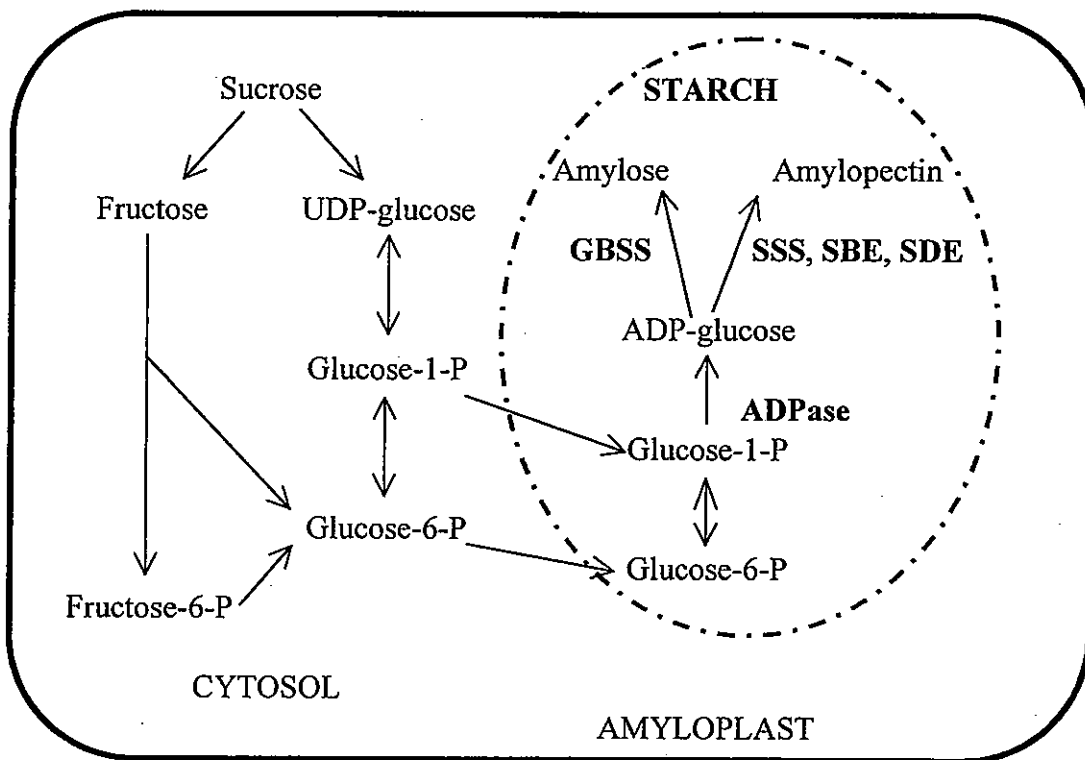 Sucrose
STARCH
Amylose
Amylopectin
Fructose
UDP-glucose
GBSS
SSS, SBE, SDE
ADP-glucose
Glucose-1-P
ADPase
Glucose-1-P
Glucose-6-P
Glucose-6-P
Fructose-6-P
CYTOSOL
AMYLOPLAST